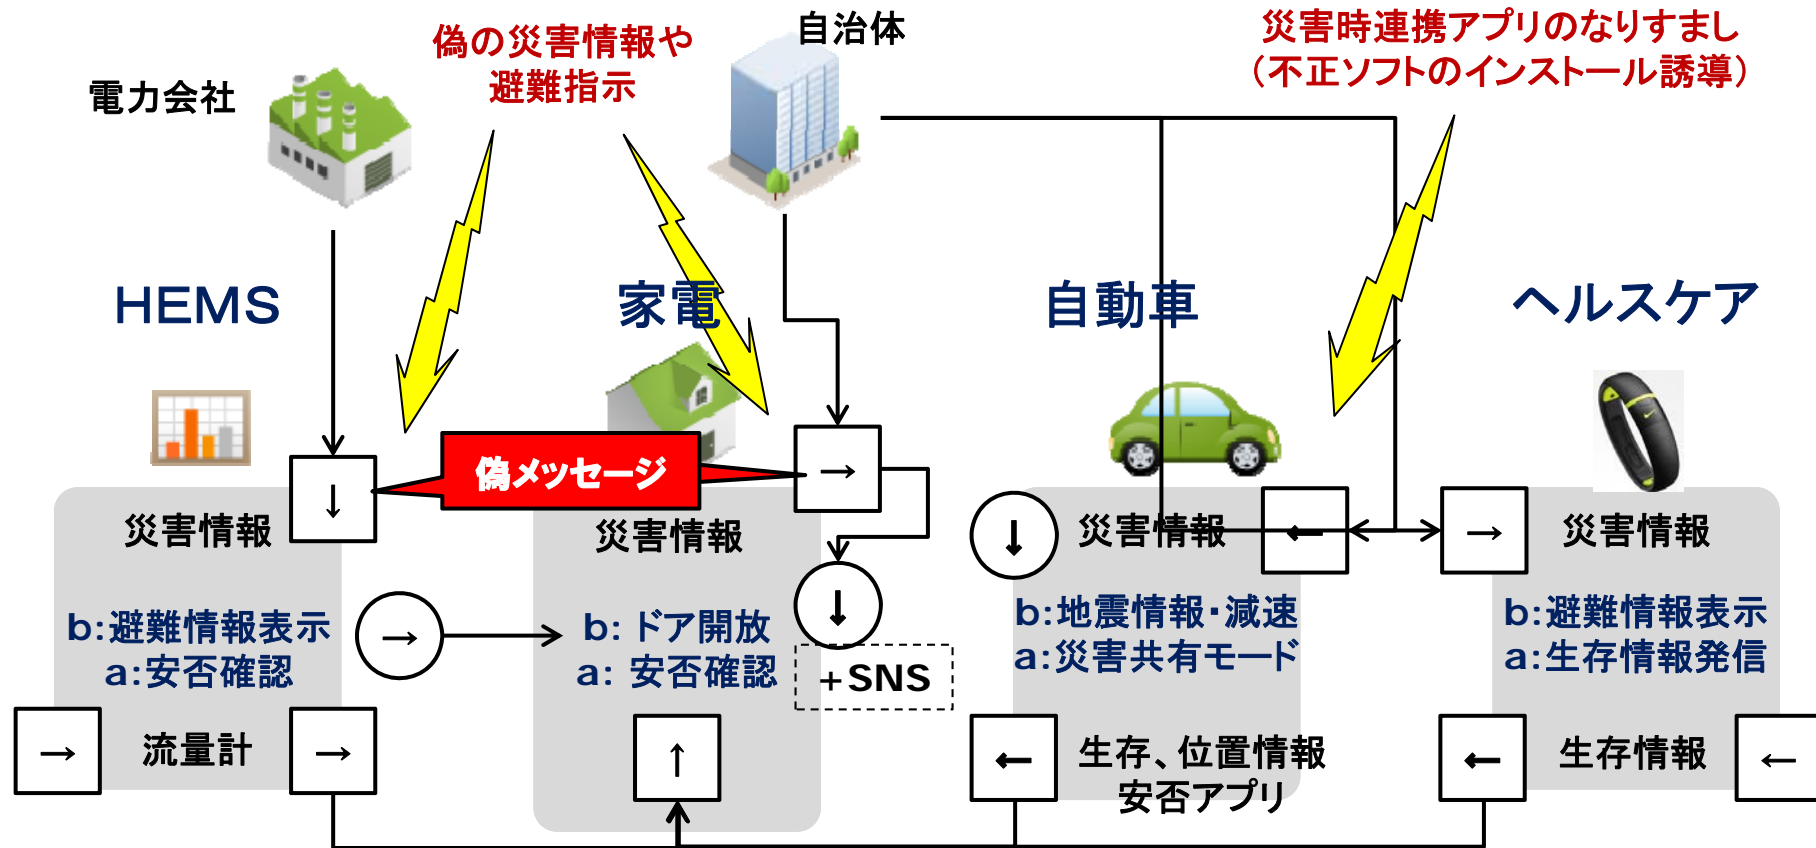 偽の災害情報や
避難指示
自治体
災害時連携アプリのなりすまし
（不正ソフトのインストール誘導）
電力会社
HEMS
家電
自動車
ヘルスケア
偽メッセージ
↓
→
災害情報
災害情報
↓
災害情報
←
→
災害情報
b:避難情報表示
a:安否確認
→
b: ドア開放
a: 安否確認
↓
+SNS
b:地震情報・減速
a:災害共有モード
b:避難情報表示
a:生存情報発信
→
流量計
→
↑
←
生存、位置情報
安否アプリ
←
生存情報
←